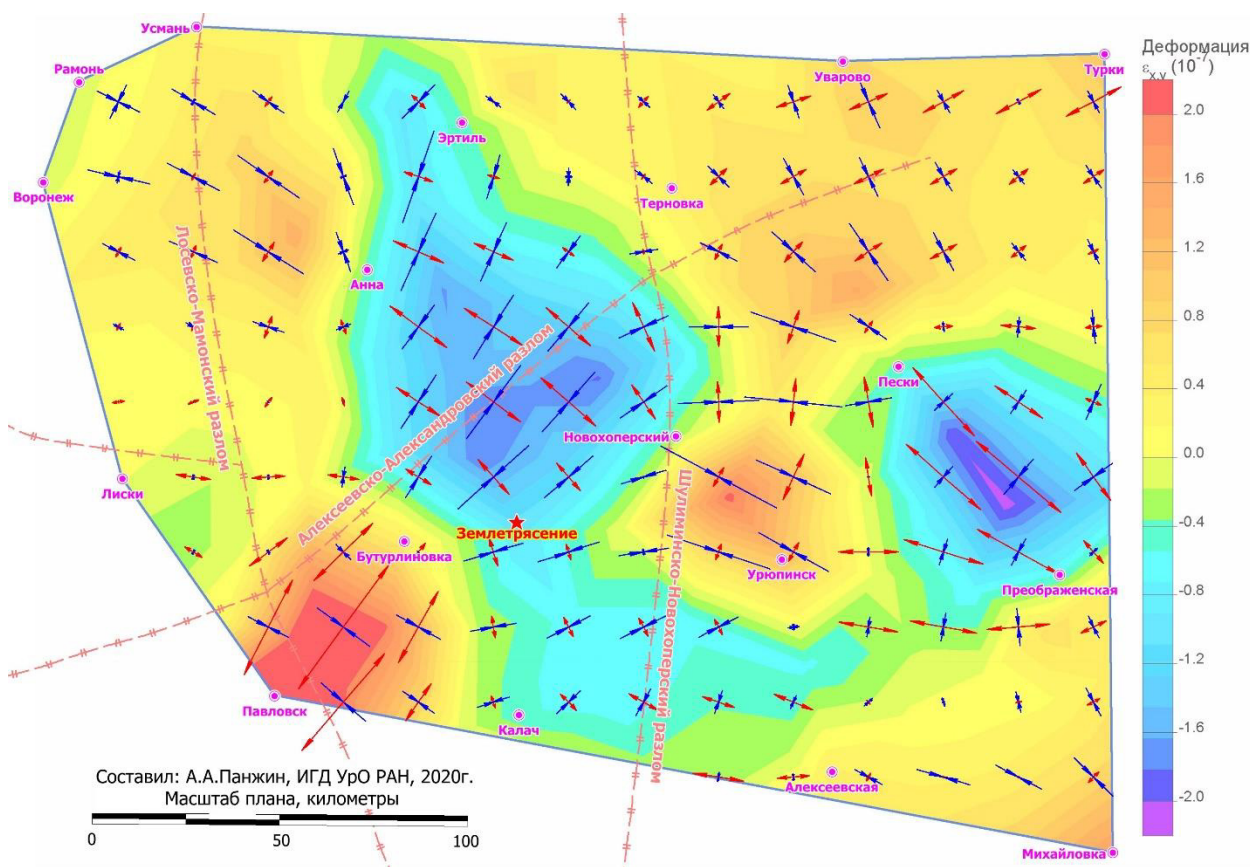 Усмань
Рамонь
Уварово
Турки
Деформация
ε x,y (10⁻⁷)
2.0
1.6
1.2
0.8
0.4
0.0
-0.4
-0.8
-1.2
-1.6
-2.0
Эртиль
Воронеж
Терновка
Анна
Лосевско-Мамонский разлом
Алексеевско-Александровский разлом
Пески
Новохоперский
Шулиминско-Новохоперский разлом
Лиски
Землетрясение
Бутурлиновка
Урюпинск
Преображенская
Павловск
Калач
Алексеевская
Михайловка
Составил: А.А.Панжин, ИГД УрО РАН, 2020г.
Масштаб плана, километры
0 50 100